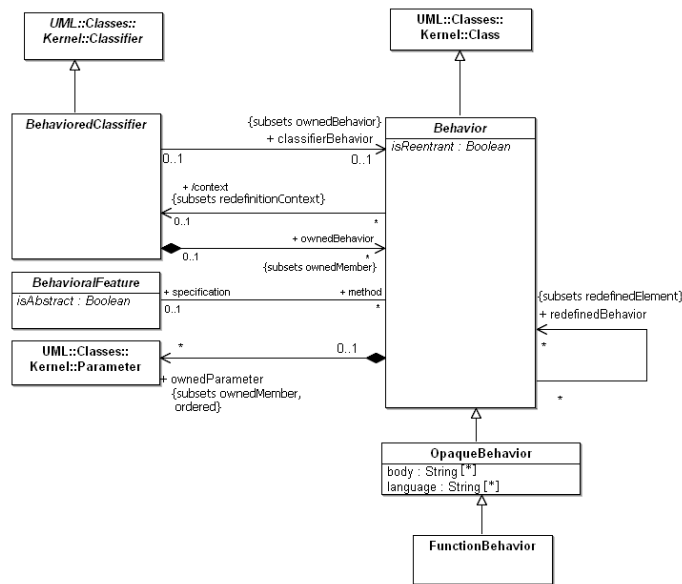 UML::Classes::
Kernel::Classifier
UML::Classes::
Kernel::Class
BehavioredClassifier
{subsets ownedBehavior}
+ classifierBehavior
0..1
0..1
Behavior
isReentrant : Boolean
+ /context
{subsets redefinitionContext}
0..1
*
+ ownedBehavior
0..1
*
{subsets ownedMember}
BehavioralFeature
isAbstract : Boolean
+ specification
+ method
0..1
*
{subsets redefinedElement}
+ redefinedBehavior
*
*
UML::Classes::
Kernel::Parameter
*
0..1
+ ownedParameter
{subsets ownedMember,
ordered}
OpaqueBehavior
body : String [*]
language : String [*]
FunctionBehavior